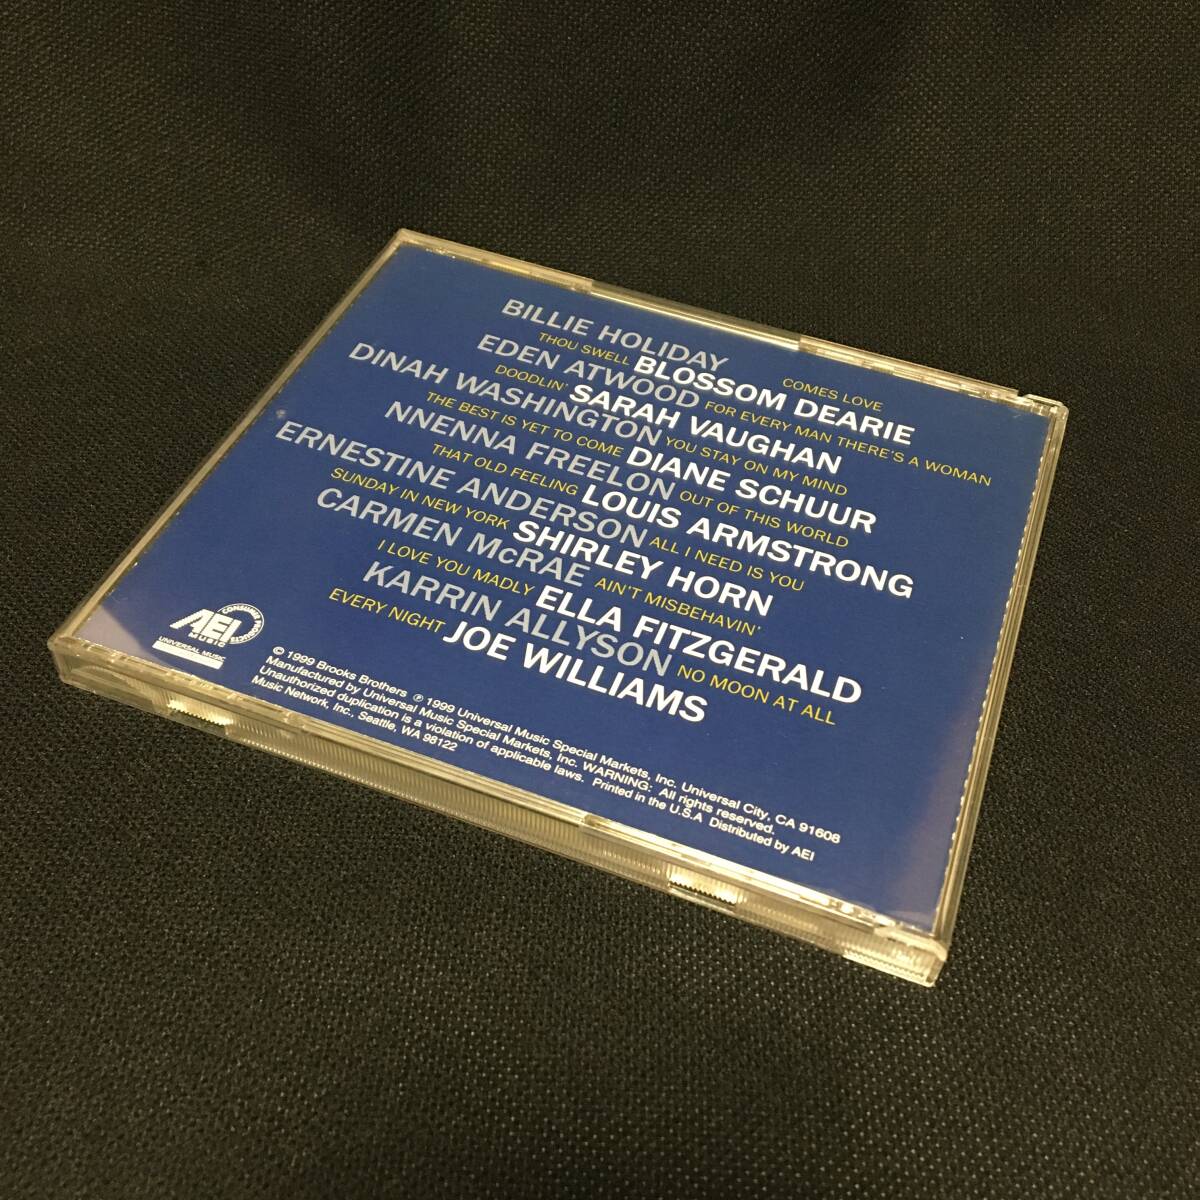 BILLIE HOLIDAY COMES LOVE
THOU SWELL BLOSSOM DEARIE
EDEN ATWOOD FOR EVERY MAN THERE'S A WOMAN
DOODLIN' SARAH VAUGHAN
DINAH WASHINGTON YOU STAY ON MY MIND
THE BEST IS YET TO COME DIANE SCHUUR
NNENNA FREELON OUT OF THIS WORLD
THAT OLD FEELING LOUIS ARMSTRONG
ERNESTINE ANDERSON ALL I NEED IS YOU
SUNDAY IN NEW YORK SHIRLEY HORN
CARMEN McRAE AIN'T MISBEHAVIN'
I LOVE YOU MADLY ELLA FITZGERALD
KARRIN ALLYSON NO MOON AT ALL
EVERY NIGHT JOE WILLIAMS
AEI
MUSIC
CONSUMER PRODUCTS
UNIVERSAL MUSIC
© 1999 Brooks Brothers ℗ 1999 Universal Music Special Markets, Inc. Universal City, CA 91608
Manufactured by Universal Music Special Markets, Inc. WARNING: All rights reserved.
Unauthorized duplication is a violation of applicable laws. Printed in the U.S.A Distributed by AEI
Music Network, Inc., Seattle, WA 98122